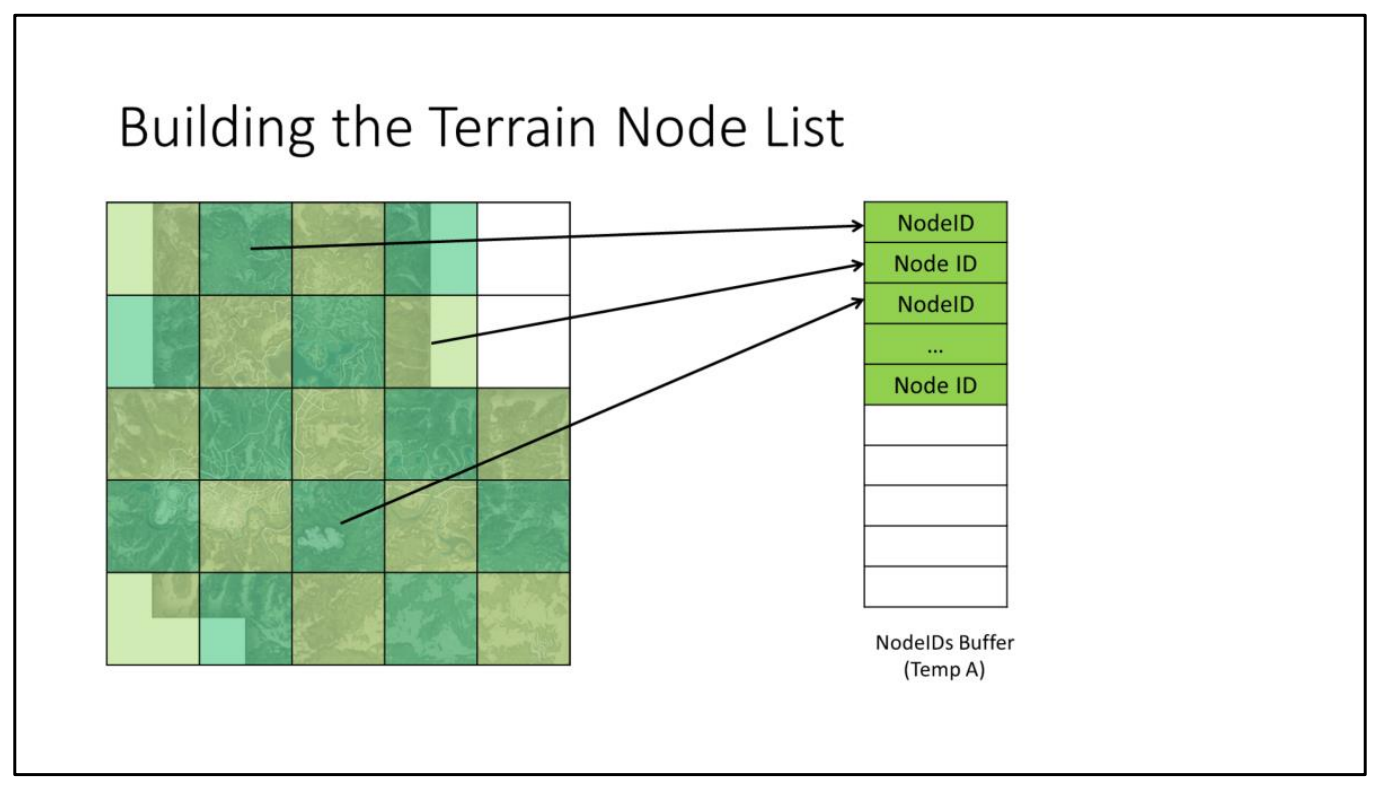 Building the Terrain Node List
NodeID
Node ID
NodeID
...
Node ID
NodeIDs Buffer
(Temp A)